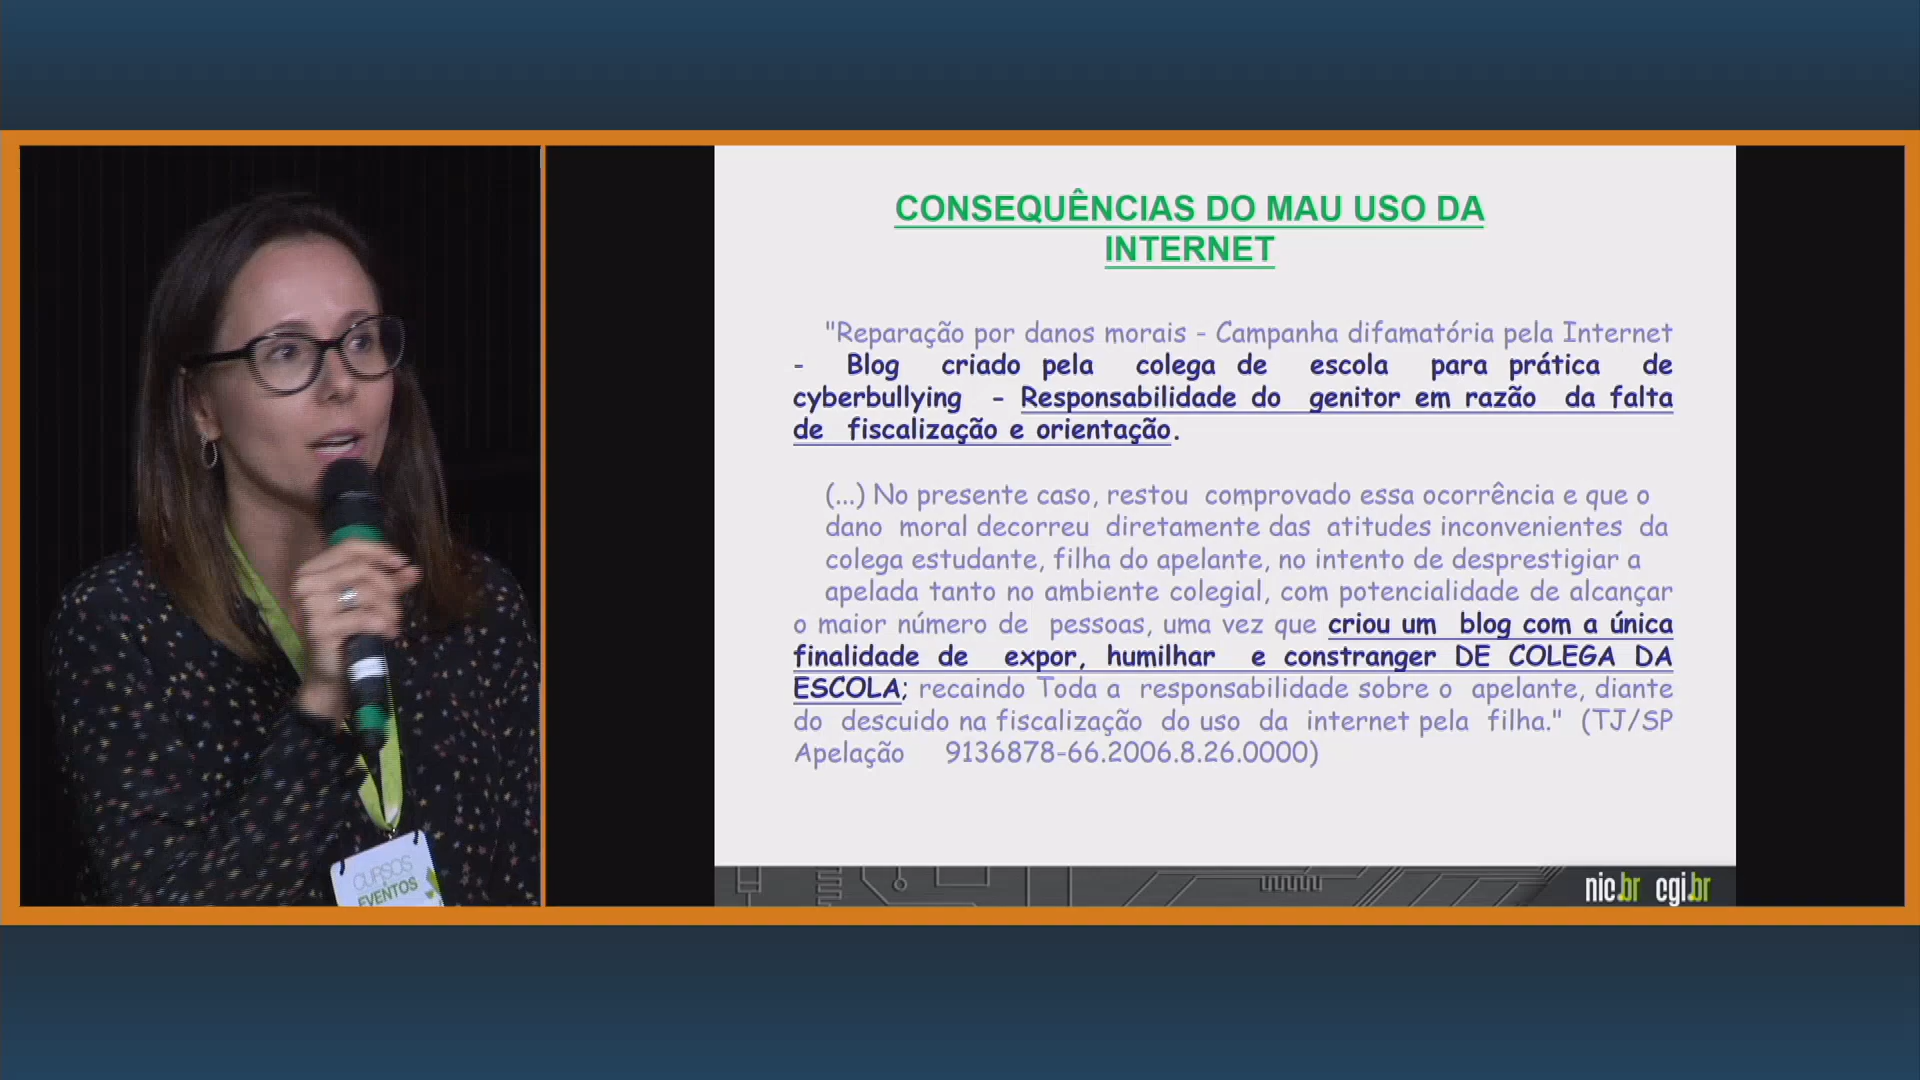 CONSEQUÊNCIAS DO MAU USO DA
INTERNET
"Reparação por danos morais - Campanha difamatória pela Internet
- Blog criado pela colega de escola para prática de
cyberbullying - Responsabilidade do genitor em razão da falta
de fiscalização e orientação.
(...) No presente caso, restou comprovado essa ocorrência e que o
dano moral decorreu diretamente das atitudes inconvenientes da
colega estudante, filha do apelante, no intento de desprestigiar a
apelada tanto no ambiente colegial, com potencialidade de alcançar
o maior número de pessoas, uma vez que criou um blog com a única
finalidade de expor, humilhar e constranger DE COLEGA DA
ESCOLA; recaindo Toda a responsabilidade sobre o apelante, diante
do descuido na fiscalização do uso da internet pela filha." (TJ/SP
Apelação 9136878-66.2006.8.26.0000)
nic.br cgi.br
CURSOS
EVENTOS